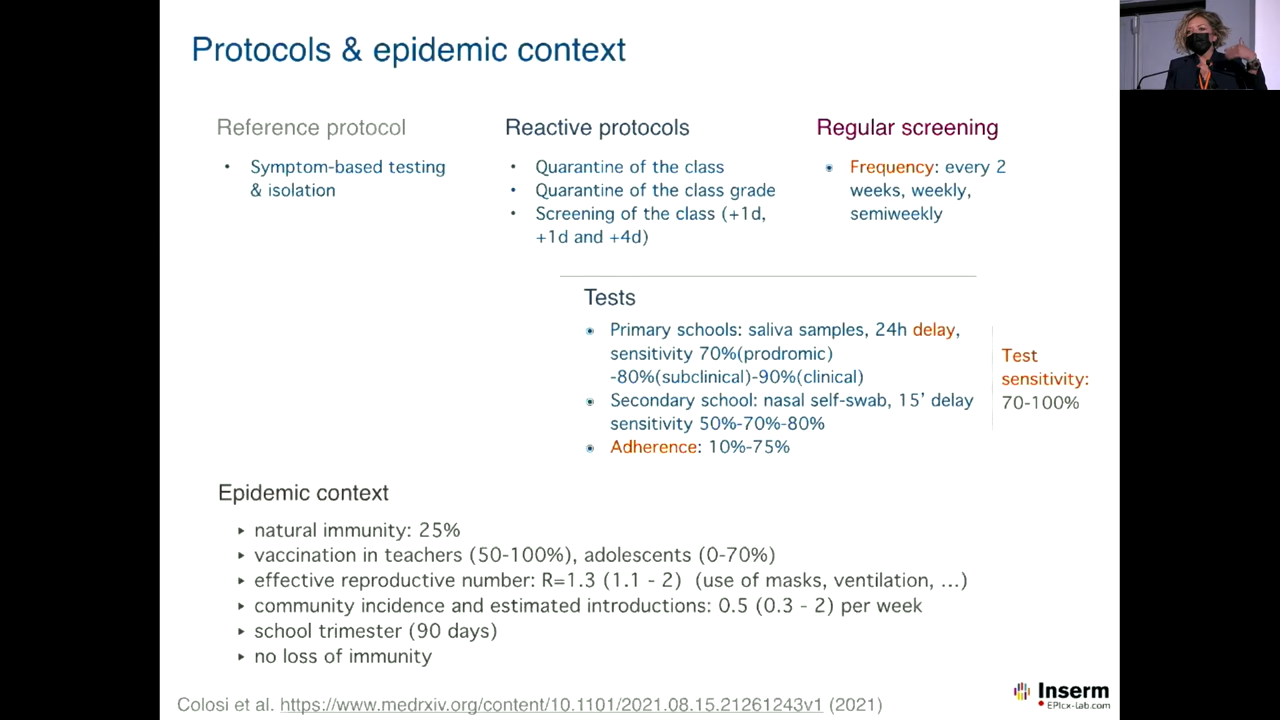 Protocols & epidemic context
Reference protocol
• Symptom-based testing
& isolation
Reactive protocols
• Quarantine of the class
• Quarantine of the class grade
• Screening of the class (+1d,
+1d and +4d)
Regular screening
Frequency: every 2
weeks, weekly,
semiweekly
Tests
Primary schools: saliva samples, 24h delay,
sensitivity 70%(prodromic)
-80%(subclinical)-90%(clinical)
Secondary school: nasal self-swab, 15’ delay
sensitivity 50%-70%-80%
Adherence: 10%-75%
Test
sensitivity:
70-100%
Epidemic context
‣ natural immunity: 25%
‣ vaccination in teachers (50-100%), adolescents (0-70%)
‣ effective reproductive number: R=1.3 (1.1 - 2) (use of masks, ventilation, …)
‣ community incidence and estimated introductions: 0.5 (0.3 - 2) per week
‣ school trimester (90 days)
‣ no loss of immunity
Colosi et al. https://www.medrxiv.org/content/10.1101/2021.08.15.21261243v1 (2021)
Inserm
EPIcx-lab.com